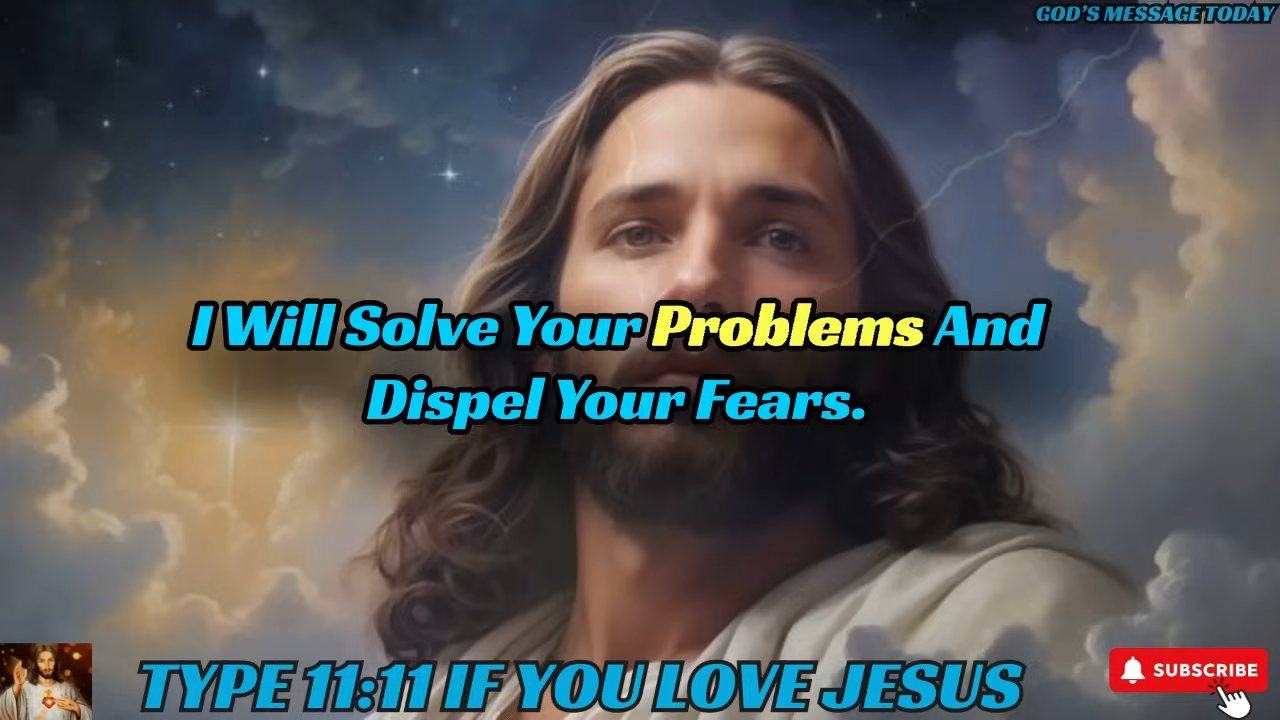 GOD'S MESSAGE TODAY
I Will Solve Your Problems And
Dispel Your Fears.
TYPE 11:11 IF YOU LOVE JESUS
SUBSCRIBE